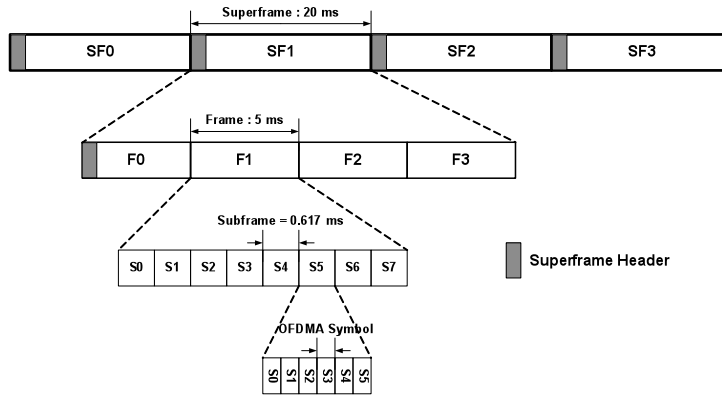 Superframe : 20 ms
SF0 SF1 SF2 SF3
Frame : 5 ms
F0 F1 F2 F3
Subframe = 0.617 ms
S0 S1 S2 S3 S4 S5 S6 S7
Superframe Header
OFDMA Symbol
S0 S1 S2 S3 S4 S5